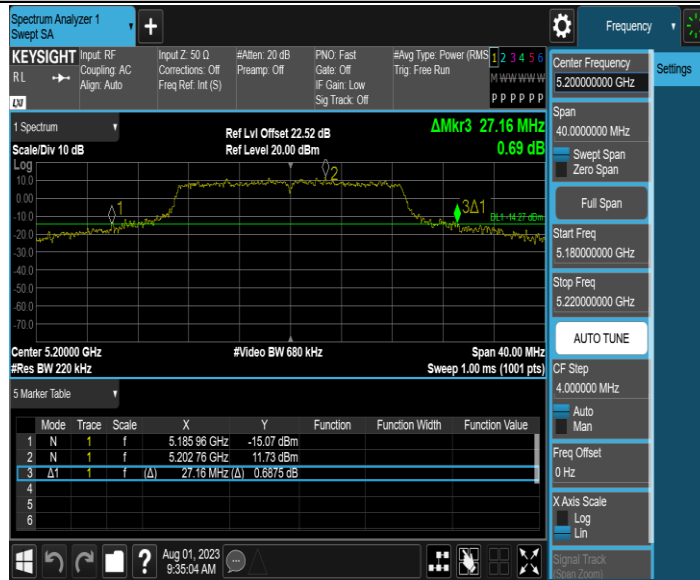 Spectrum Analyzer 1
Swept SA
+
Frequency
KEYSIGHT
RL
LXI
Input: RF
Coupling: AC
Align: Auto
Input Z: 50 Ω
Corrections: Off
Freq Ref: Int (S)
#Atten: 20 dB
Preamp: Off
PNO: Fast
Gate: Off
IF Gain: Low
Sig Track: Off
#Avg Type: Power (RMS
Trig: Free Run
1 2 3 4 5 6
M W W W W W
P P P P P P
Settings
Center Frequency
5.200000000 GHz
Span
40.0000000 MHz
Swept Span
Zero Span
Full Span
Start Freq
5.180000000 GHz
Stop Freq
5.220000000 GHz
AUTO TUNE
CF Step
4.000000 MHz
Auto
Man
Freq Offset
0 Hz
X Axis Scale
Log
Lin
Signal Track
(Span Zoom)
1 Spectrum
Scale/Div 10 dB
Ref Lvl Offset 22.52 dB
Ref Level 20.00 dBm
ΔMkr3 27.16 MHz
0.69 dB
Log
10.0
0.00
-10.0
-20.0
-30.0
-40.0
-50.0
-60.0
-70.0
1
2
3Δ1
DL1 -14.27 dBm
Center 5.20000 GHz
#Res BW 220 kHz
#Video BW 680 kHz
Span 40.00 MHz
Sweep 1.00 ms (1001 pts)
5 Marker Table
Mode Trace Scale X Y Function Function Width Function Value
1 N 1 f 5.185 96 GHz -15.07 dBm
2 N 1 f 5.202 76 GHz 11.73 dBm
3 Δ1 1 f (Δ) 27.16 MHz (Δ) 0.6875 dB
4
5
6
?
Aug 01, 2023
9:35:04 AM